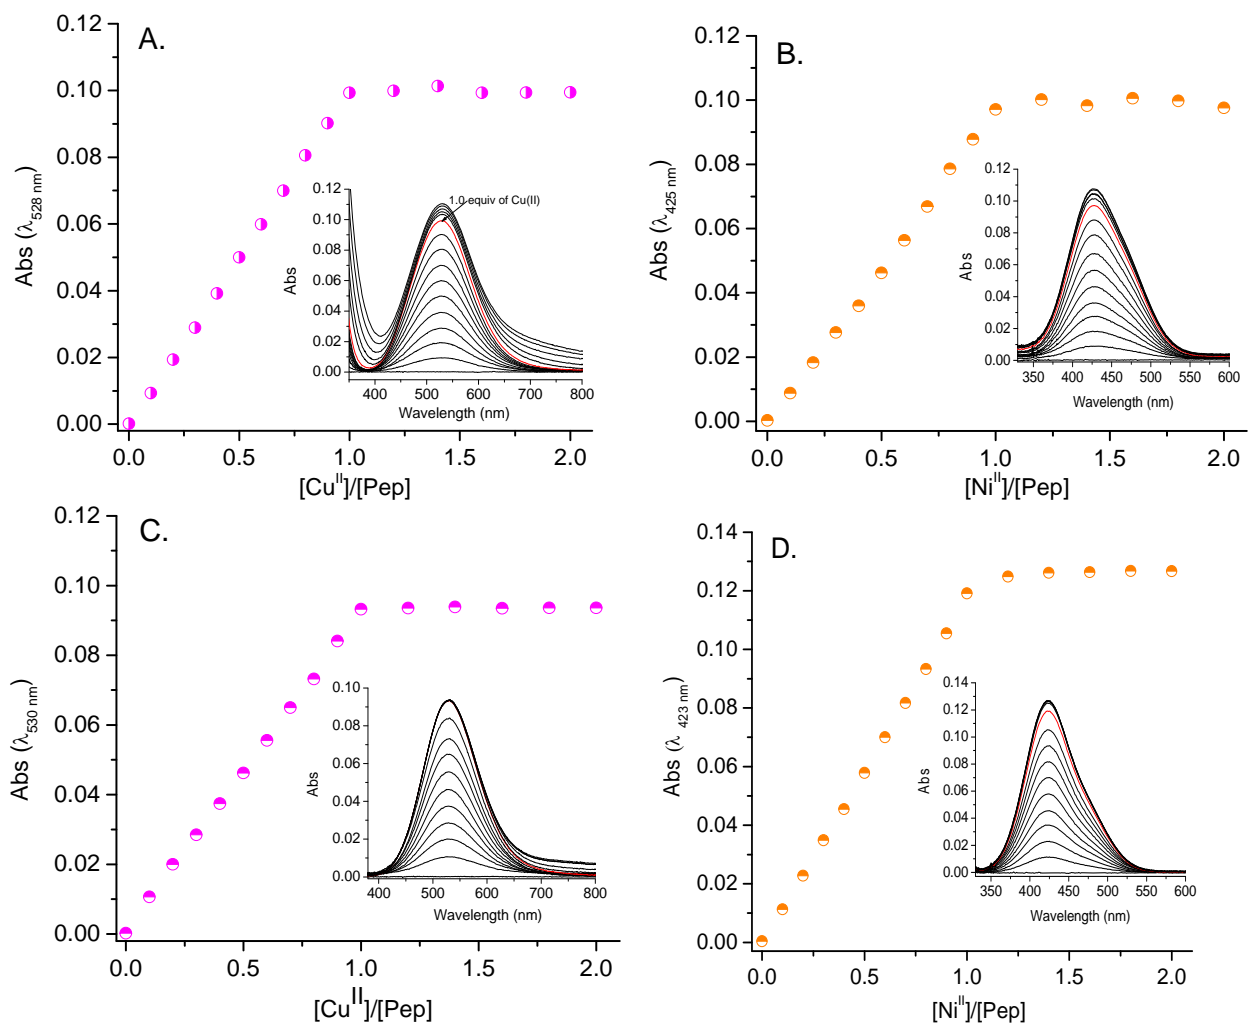 A.
0.12
0.10
0.08
0.06
0.04
0.02
0.00
Abs (λ528 nm)
0.0 0.5 1.0 1.5 2.0
[CuII]/[Pep]
0.12
0.10
0.08
0.06
0.04
0.02
0.00
Abs
1.0 equiv of Cu(II)
400 500 600 700 800
Wavelength (nm)
B.
0.12
0.10
0.08
0.06
0.04
0.02
0.00
Abs (λ425 nm)
0.0 0.5 1.0 1.5 2.0
[NiII]/[Pep]
0.12
0.10
0.08
0.06
0.04
0.02
0.00
Abs
350 400 450 500 550 600
Wavelength (nm)
C.
0.12
0.10
0.08
0.06
0.04
0.02
0.00
Abs (λ530 nm)
0.0 0.5 1.0 1.5 2.0
[CuII]/[Pep]
0.10
0.08
0.06
0.04
0.02
0.00
Abs
400 500 600 700 800
Wavelength (nm)
D.
0.14
0.12
0.10
0.08
0.06
0.04
0.02
0.00
Abs (λ 423 nm)
0.0 0.5 1.0 1.5 2.0
[NiII]/[Pep]
0.14
0.12
0.10
0.08
0.06
0.04
0.02
0.00
Abs
350 400 450 500 550 600
Wavelength (nm)